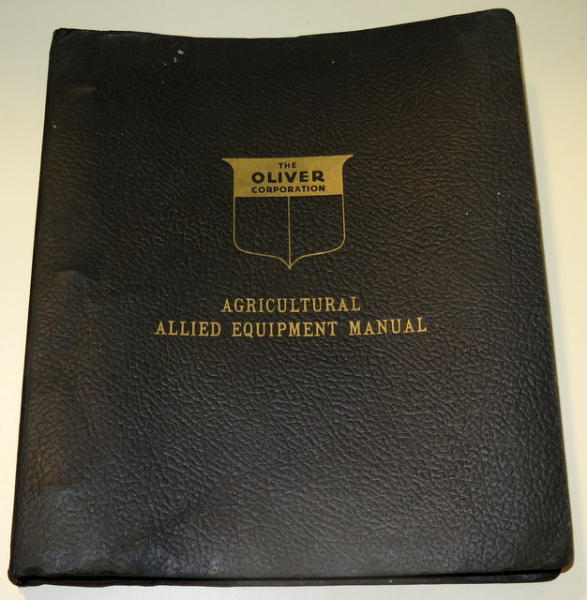 THE
OLIVER
CORPORATION
AGRICULTURAL
ALLIED EQUIPMENT MANUAL